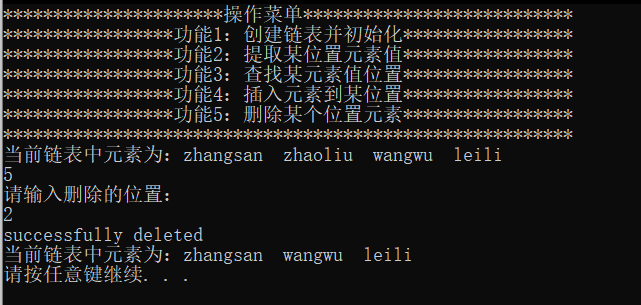 **********************操作菜单***************************
*****************功能1：创建链表并初始化*****************
*****************功能2：提取某位置元素值*****************
*****************功能3：查找某元素值位置*****************
*****************功能4：插入元素到某位置*****************
*****************功能5：删除某个位置元素*****************
*********************************************************
当前链表中元素为：zhangsan  zhaoliu  wangwu  leili
5
请输入删除的位置：
2
successfully deleted
当前链表中元素为：zhangsan  wangwu  leili
请按任意键继续. . .